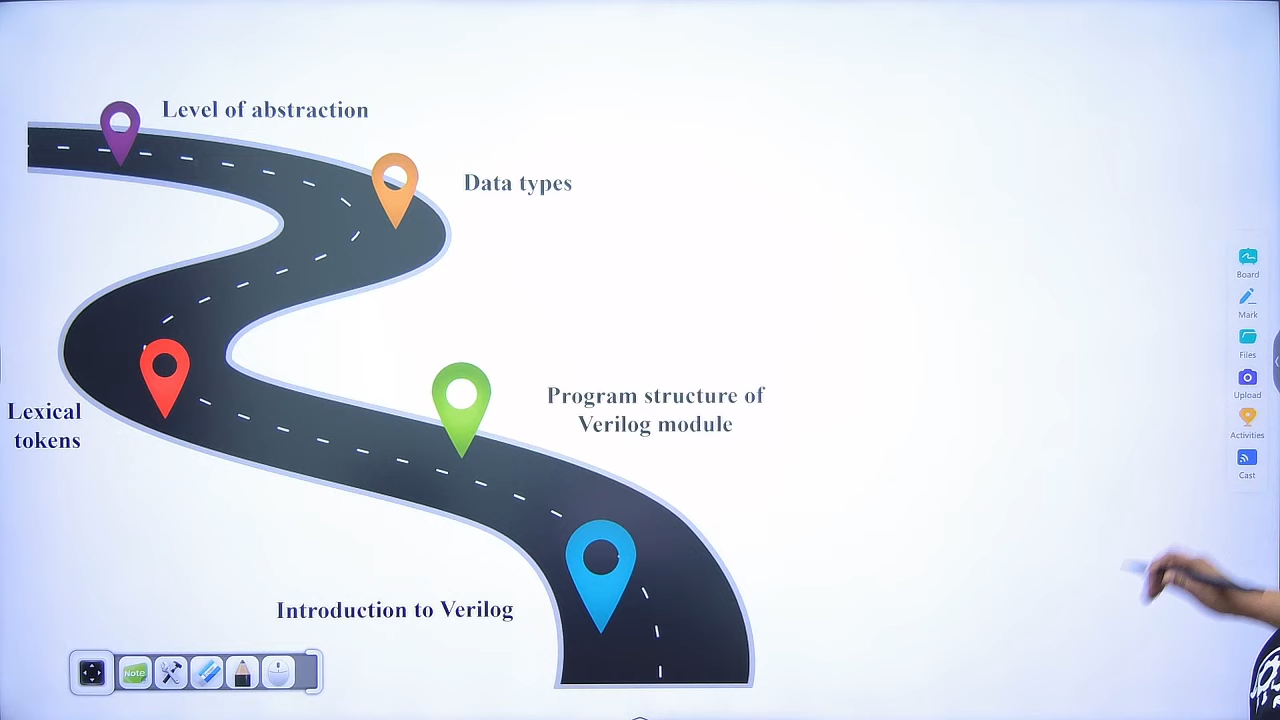 Level of abstraction
Data types
Program structure of
Verilog module
Lexical
tokens
Introduction to Verilog
Note
Board
Mark
Files
Upload
Activities
Cast